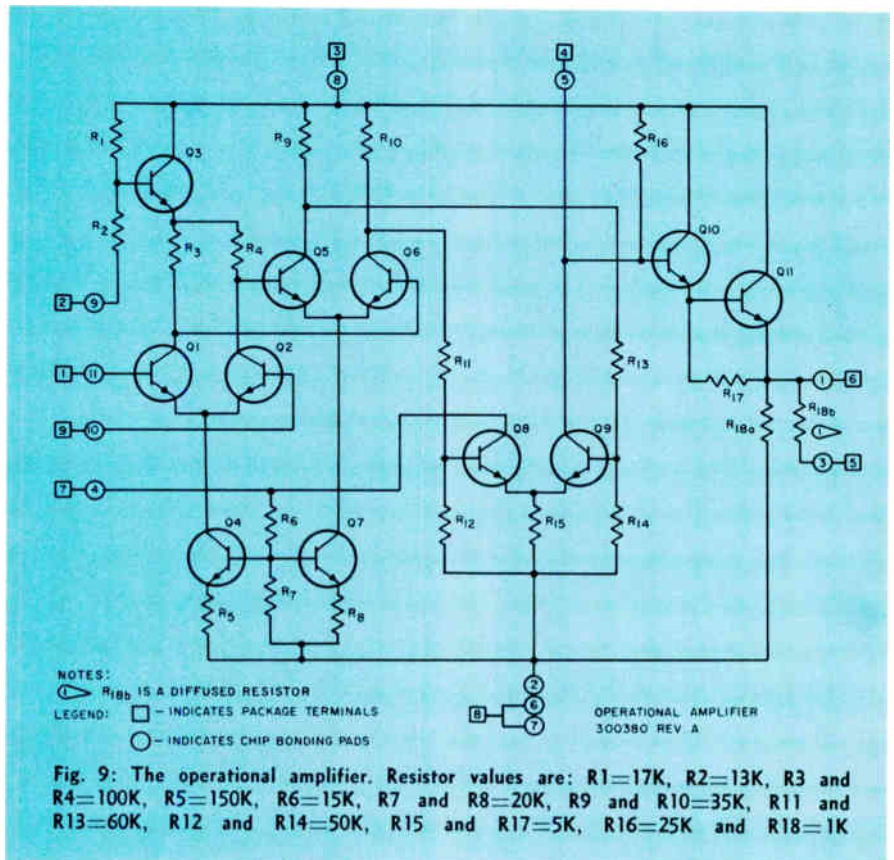 3
4
8
5
R1
Q3
R9
R10
R16
R2
R3
R4
Q5
Q6
Q10
Q11
2
9
1
11
Q1
Q2
R11
R13
R17
1
6
9
10
R18a
R18b
1
3
5
7
4
Q8
Q9
Q4
R6
Q7
R12
R15
R14
R5
R7
R8
NOTES:
1 R18b IS A DIFFUSED RESISTOR
LEGEND: - INDICATES PACKAGE TERMINALS
- INDICATES CHIP BONDING PADS
2
8
6
7
OPERATIONAL AMPLIFIER
300380 REV. A
Fig. 9: The operational amplifier. Resistor values are: R1=17K, R2=13K, R3 and
R4=100K, R5=150K, R6=15K, R7 and R8=20K, R9 and R10=35K, R11 and
R13=60K, R12 and R14=50K, R15 and R17=5K, R16=25K and R18=1K